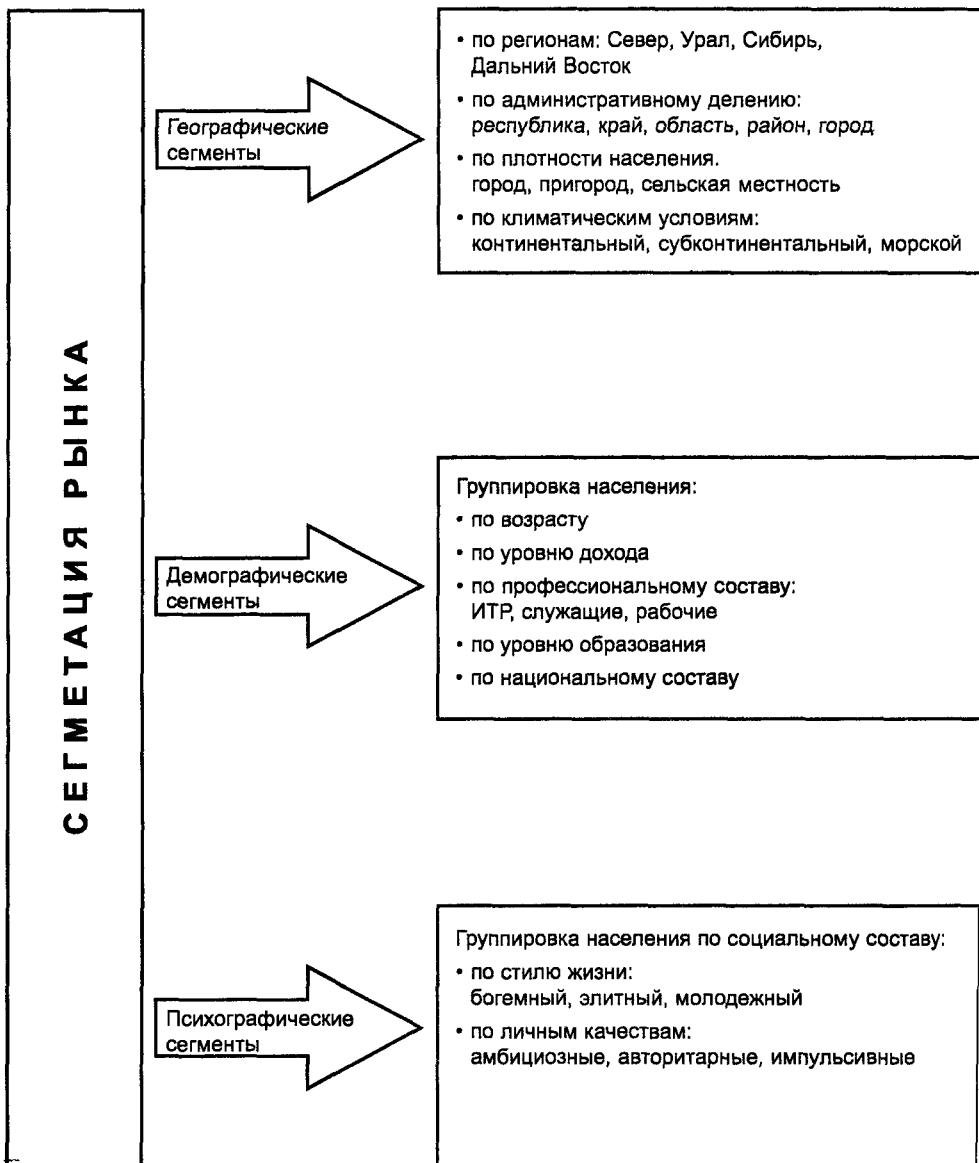 СЕГМЕТАЦИЯ РЫНКА
Географические
сегменты
• по регионам: Север, Урал, Сибирь,
Дальний Восток
• по административному делению:
республика, край, область, район, город
• по плотности населения.
город, пригород, сельская местность
• по климатическим условиям:
континентальный, субконтинентальный, морской
Демографические
сегменты
Группировка населения:
• по возрасту
• по уровню дохода
• по профессиональному составу:
ИТР, служащие, рабочие
• по уровню образования
• по национальному составу
Психографические
сегменты
Группировка населения по социальному составу:
• по стилю жизни:
богемный, элитный, молодежный
• по личным качествам:
амбициозные, авторитарные, импульсивные